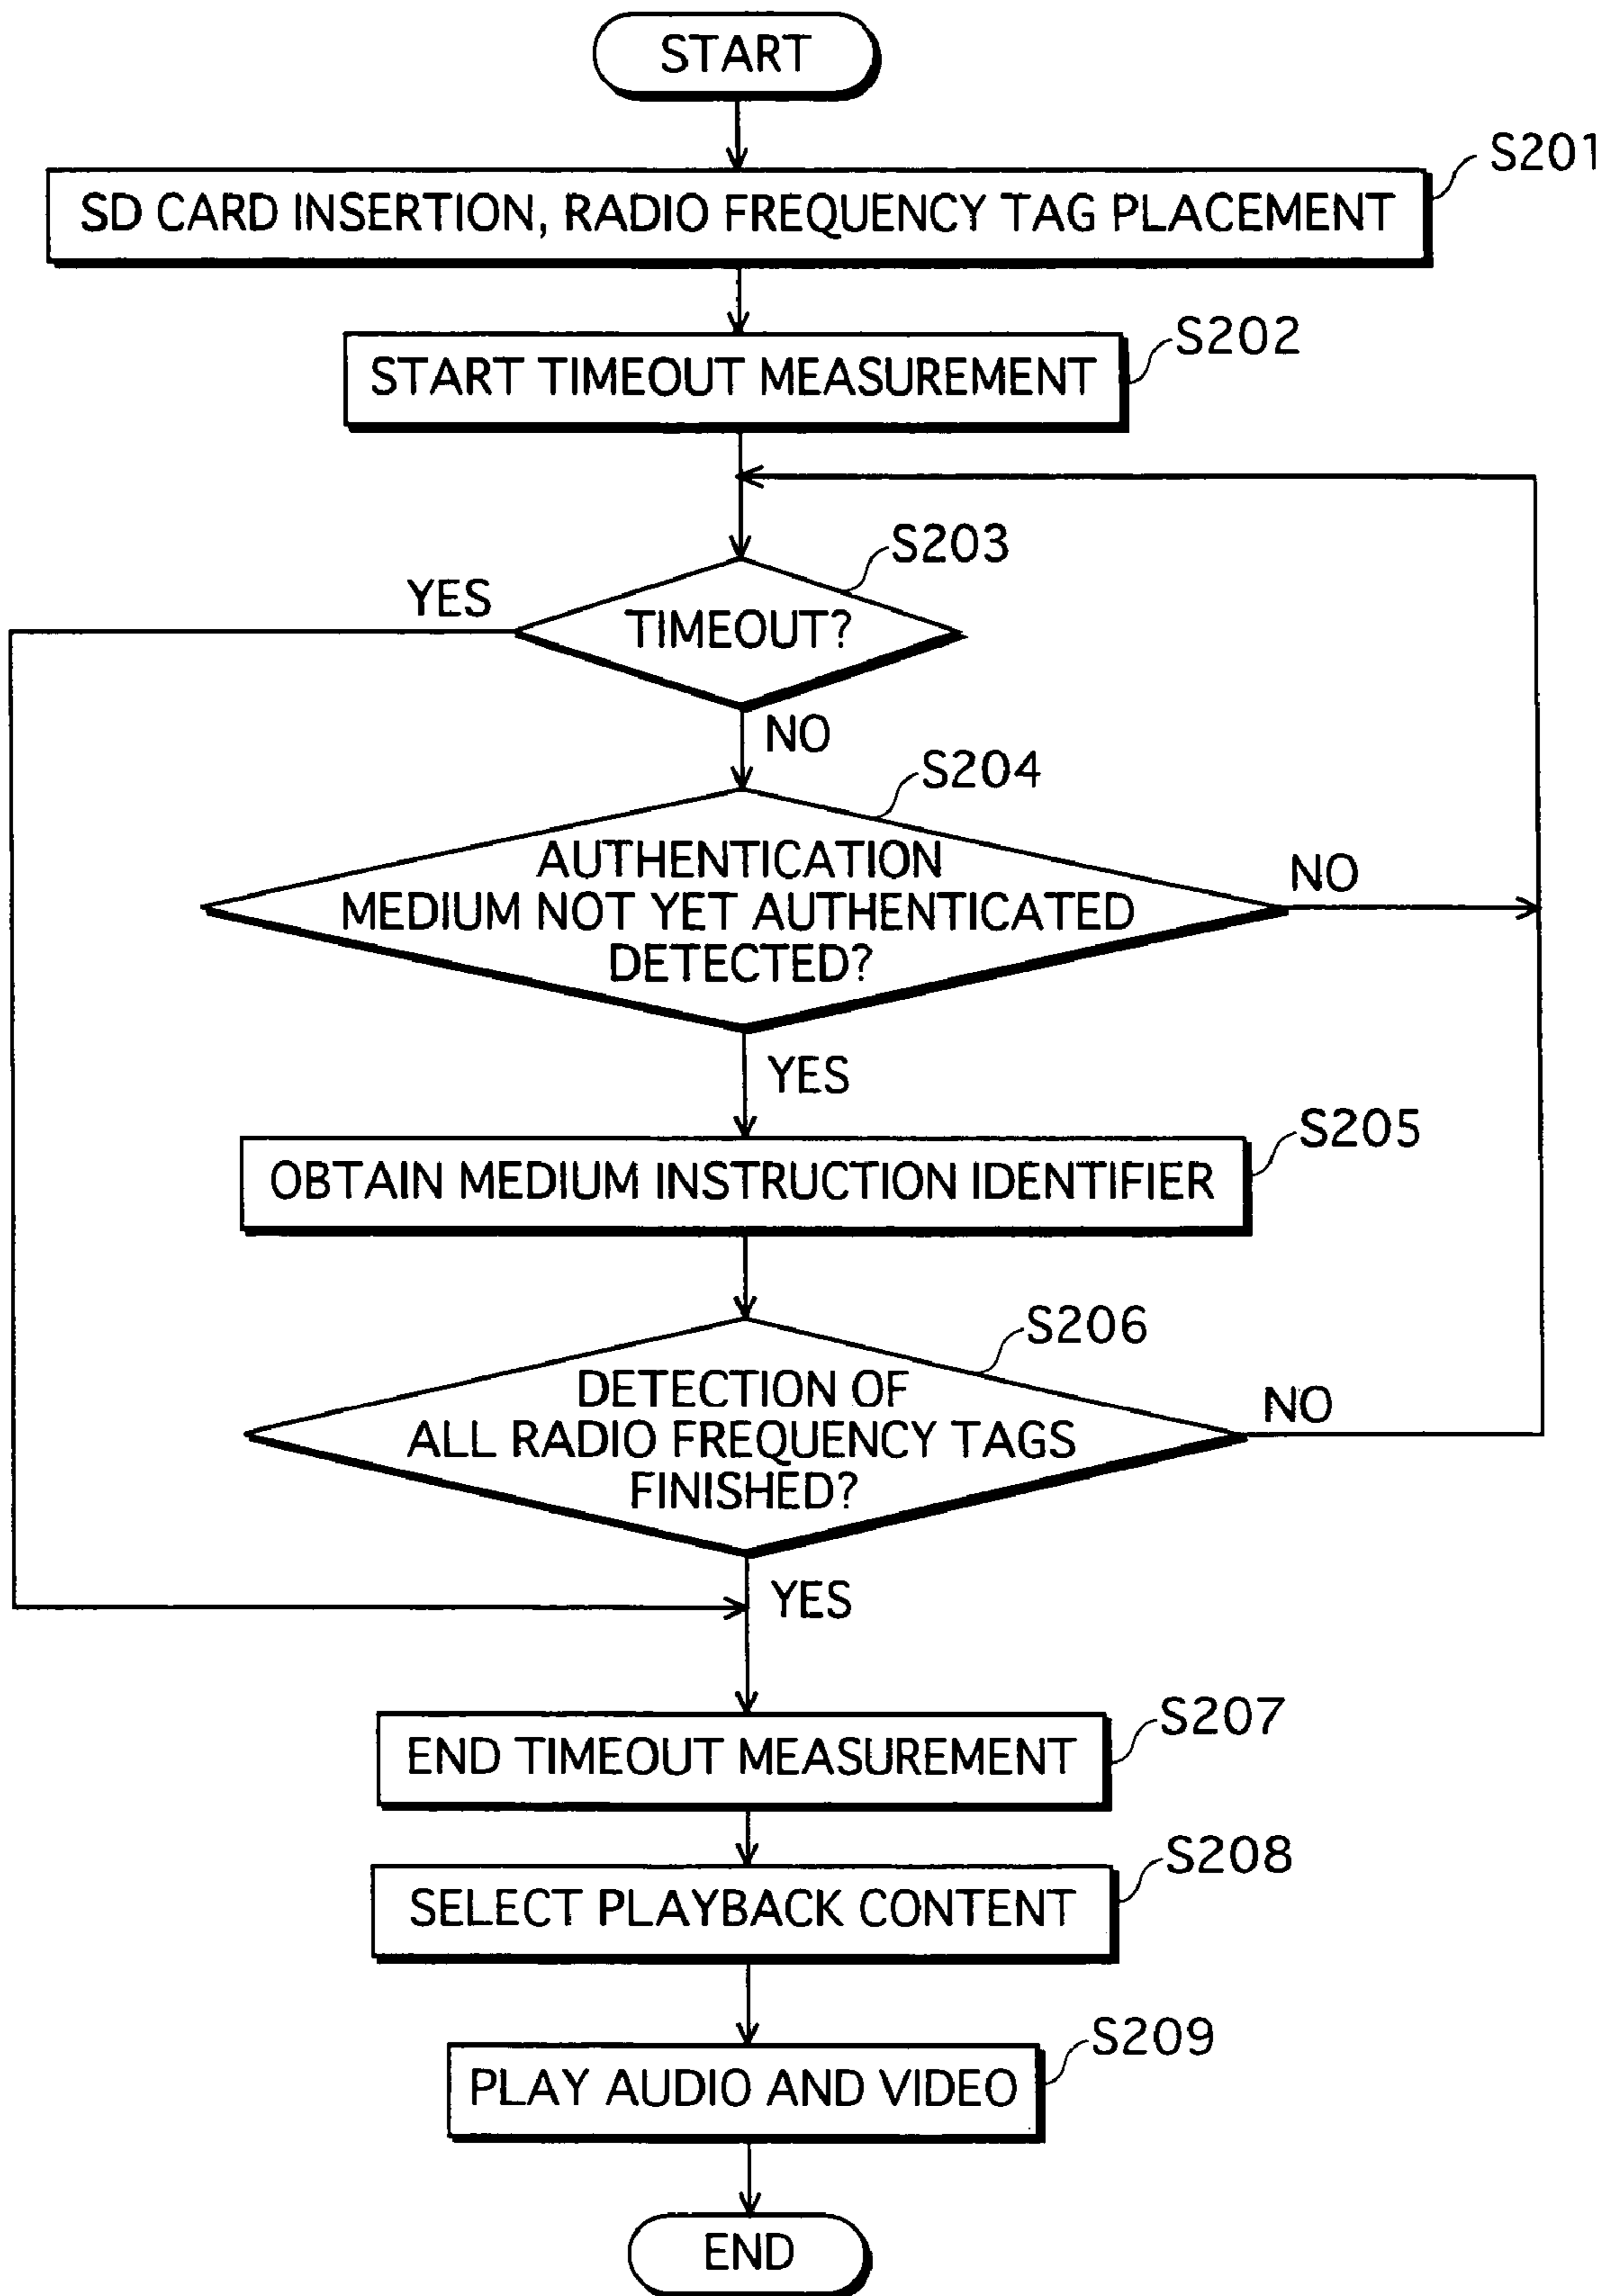 START
S201
SD CARD INSERTION, RADIO FREQUENCY TAG PLACEMENT
S202
START TIMEOUT MEASUREMENT
S203
YES
TIMEOUT?
NO
S204
AUTHENTICATION
MEDIUM NOT YET AUTHENTICATED
DETECTED?
NO
YES
S205
OBTAIN MEDIUM INSTRUCTION IDENTIFIER
S206
DETECTION OF
ALL RADIO FREQUENCY TAGS
FINISHED?
NO
YES
S207
END TIMEOUT MEASUREMENT
S208
SELECT PLAYBACK CONTENT
S209
PLAY AUDIO AND VIDEO
END